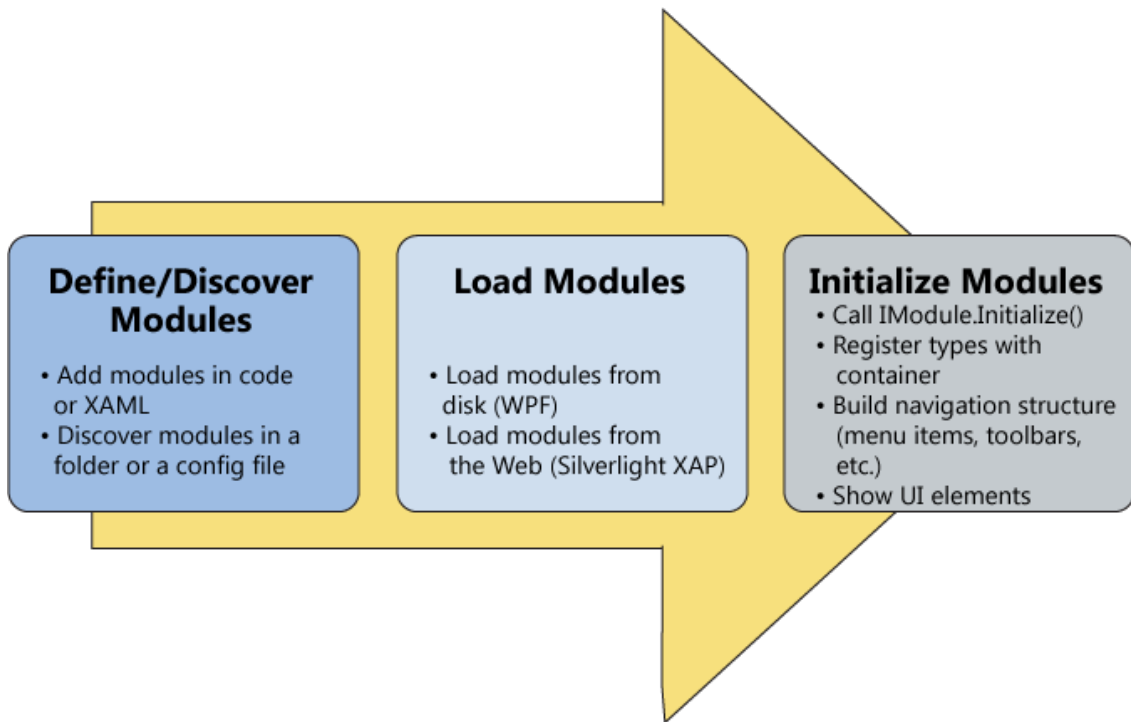 Define/Discover
Modules
• Add modules in code
or XAML
• Discover modules in a
folder or a config file
Load Modules
• Load modules from
disk (WPF)
• Load modules from
the Web (Silverlight XAP)
Initialize Modules
• Call IModule.Initialize()
• Register types with
container
• Build navigation structure
(menu items, toolbars,
etc.)
• Show UI elements